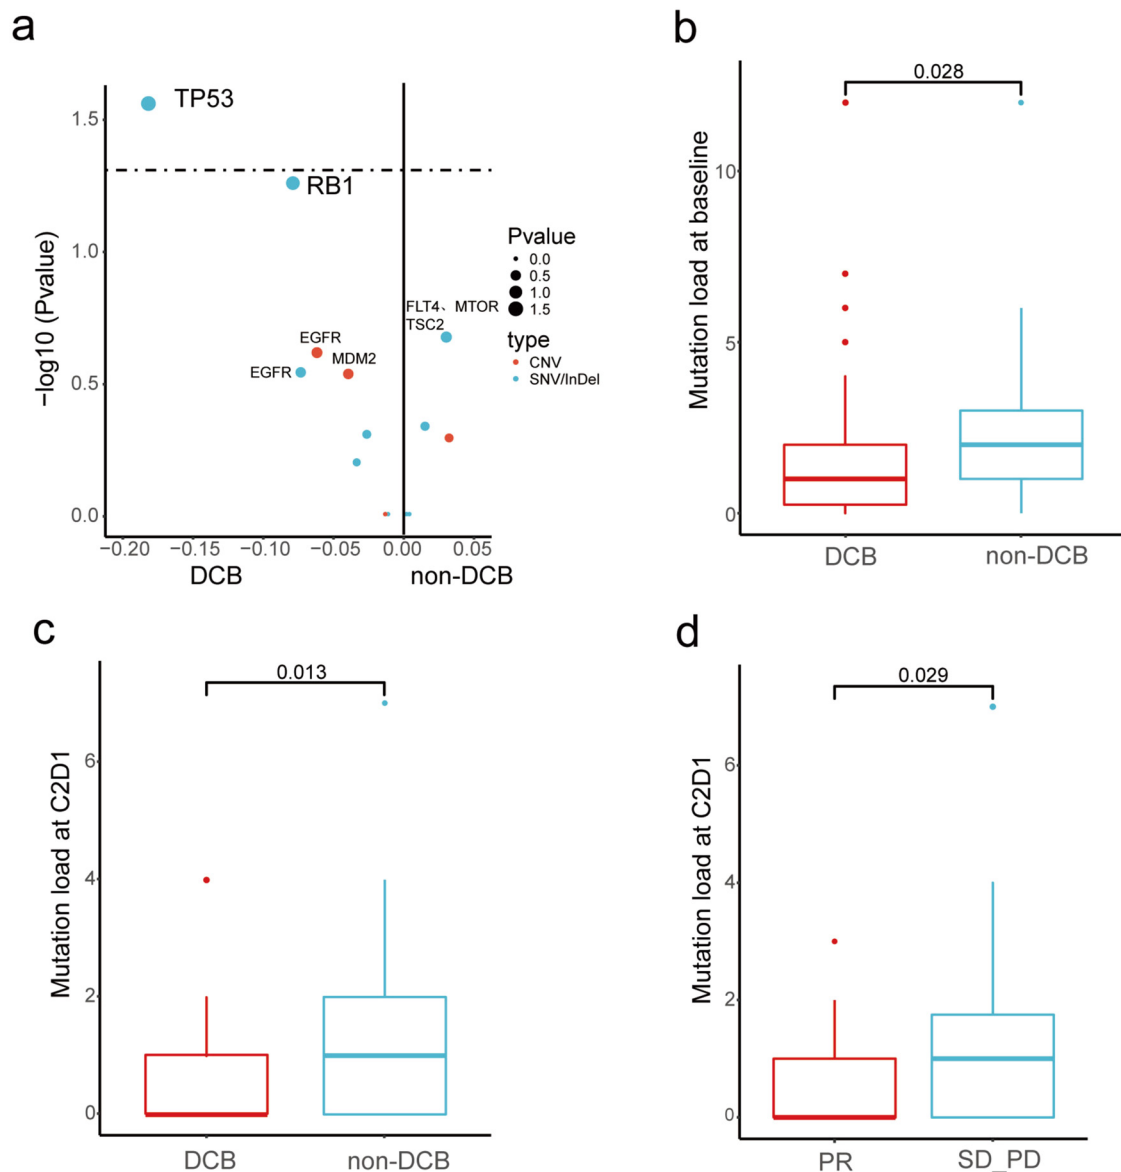 a
−log10 (Pvalue)
1.5
1.0
0.5
0.0
TP53
RB1
FLT4、MTOR
TSC2
EGFR
MDM2
EGFR
−0.20 −0.15 −0.10 −0.05 0.00 0.05
DCB non-DCB
Pvalue
0.0
0.5
1.0
1.5
type
CNV
SNV/InDel
b
Mutation load at baseline
0.028
10
5
0
DCB non-DCB
c
Mutation load at C2D1
0.013
6
4
2
0
DCB non-DCB
d
Mutation load at C2D1
0.029
6
4
2
0
PR SD_PD